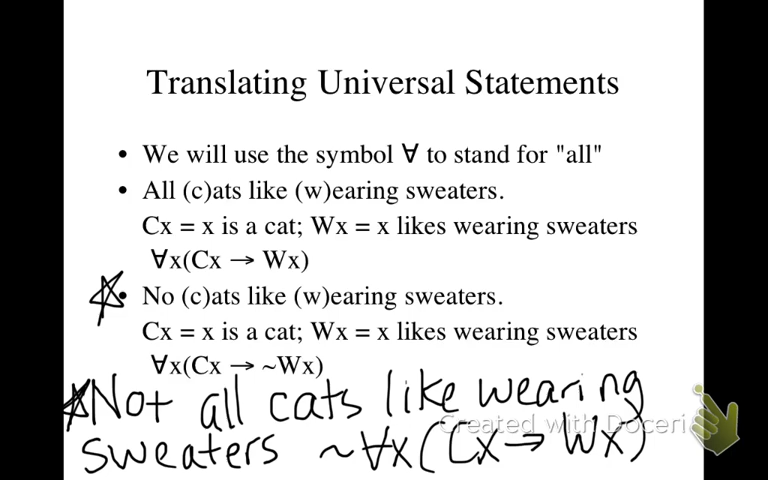 Translating Universal Statements
• We will use the symbol ∀ to stand for "all"
• All (c)ats like (w)earing sweaters.
Cx = x is a cat; Wx = x likes wearing sweaters
∀x(Cx → Wx)
• No (c)ats like (w)earing sweaters.
Cx = x is a cat; Wx = x likes wearing sweaters
∀x(Cx → ~Wx)
Not all cats like wearing
Created with Doceri
sweaters ~∀x(Cx → Wx)